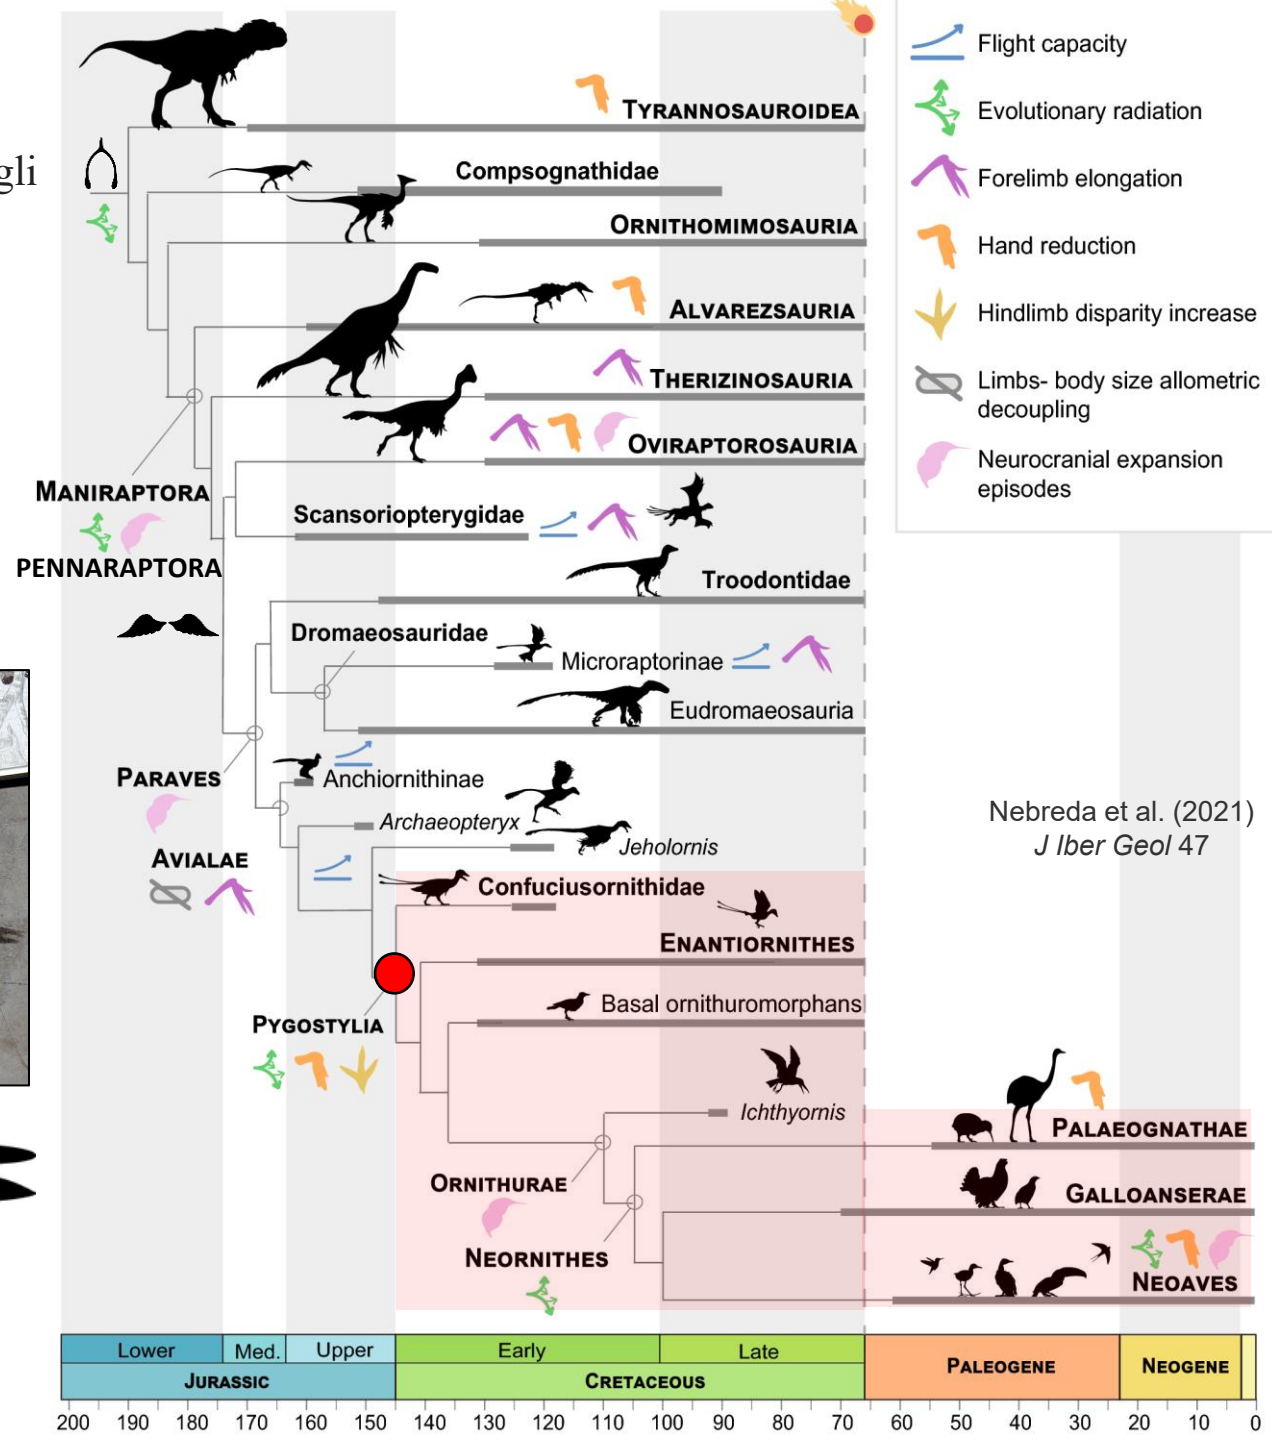 Flight capacity
Evolutionary radiation
Forelimb elongation
Hand reduction
Hindlimb disparity increase
Limbs- body size allometric
decoupling
Neurocranial expansion
episodes
gli
TYRANNOSAUROIDEA
Compsognathidae
ORNITHOMIMOSAURIA
ALVAREZSAURIA
THERIZINOSAURIA
OVIRAPTOROSAURIA
MANIRAPTORA
Scansoriopterygidae
PENNARAPTORA
Troodontidae
Dromaeosauridae
Microraptorinae
Eudromaeosauria
PARAVES
Anchiornithinae
Archaeopteryx
Jeholornis
AVIALAE
Nebreda et al. (2021)
J Iber Geol 47
Confuciusornithidae
ENANTIORNITHES
Basal ornithuromorphans
PYGOSTYLIA
Ichthyornis
PALAEOGNATHAE
ORNITHURAE
GALLOANSERAE
NEORNITHES
NEOAVES
Lower Med. Upper Early Late
JURASSIC CRETACEOUS PALEOGENE NEOGENE
200 190 180 170 160 150 140 130 120 110 100 90 80 70 60 50 40 30 20 10 0